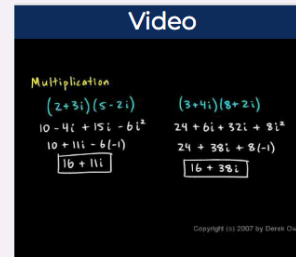 Video
Multiplication
(2+3i)(5-2i)
10 - 4i + 15i - 6i²
10 + 11i - 6(-1)
16 + 11i
(3+4i)(8+2i)
24 + 6i + 32i + 8i²
24 + 38i + 8(-1)
16 + 38i
Copyright (c) 2007 by Derek